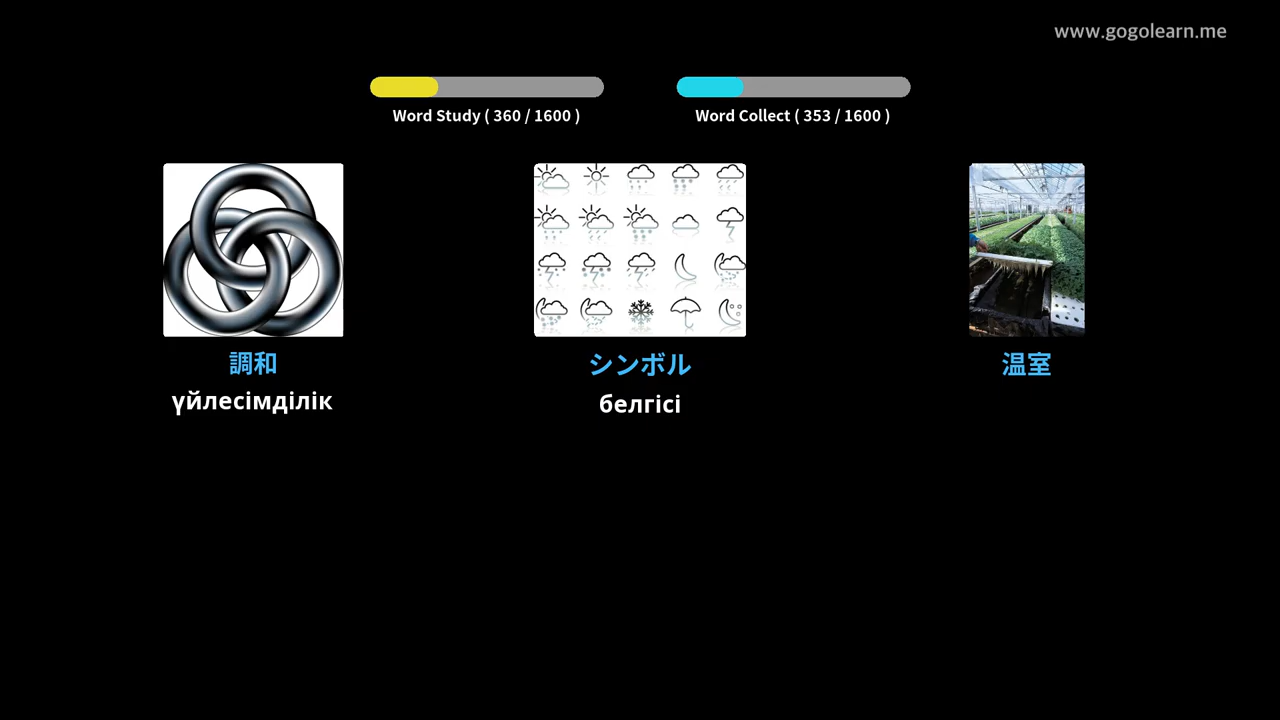 www.gogolearn.me
Word Study ( 360 / 1600 )
Word Collect ( 353 / 1600 )
調和
үйлесімділік
シンボル
белгісі
温室